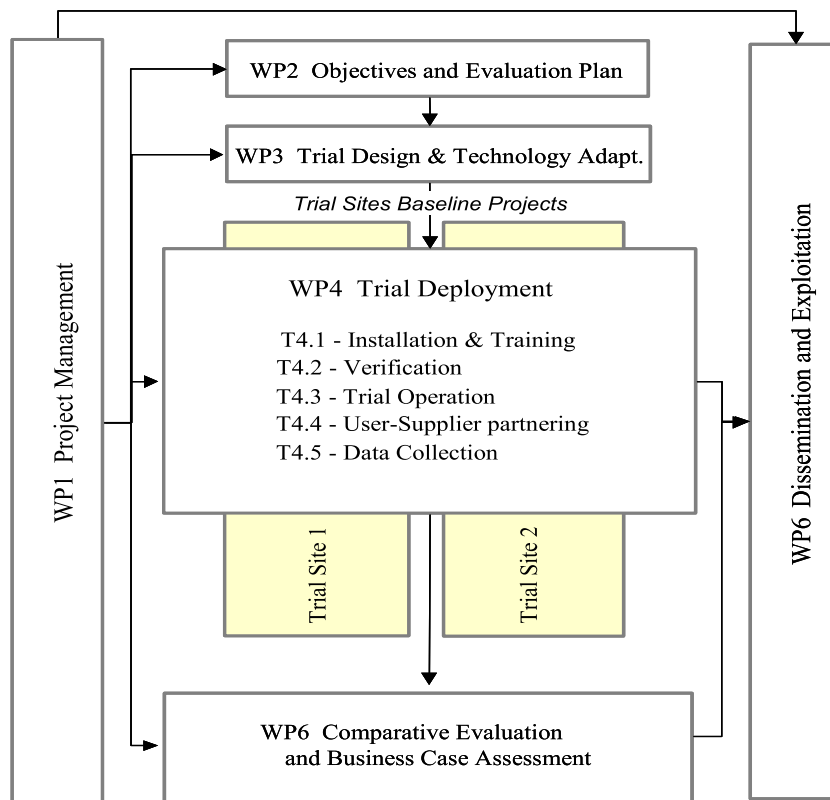 WP2 Objectives and Evaluation Plan
WP3 Trial Design & Technology Adapt.
Trial Sites Baseline Projects
WP1 Project Management
WP4 Trial Deployment
T4.1 - Installation & Training
T4.2 - Verification
T4.3 - Trial Operation
T4.4 - User-Supplier partnering
T4.5 - Data Collection
Trial Site 1
Trial Site 2
WP6 Comparative Evaluation
and Business Case Assessment
WP6 Dissemination and Exploitation